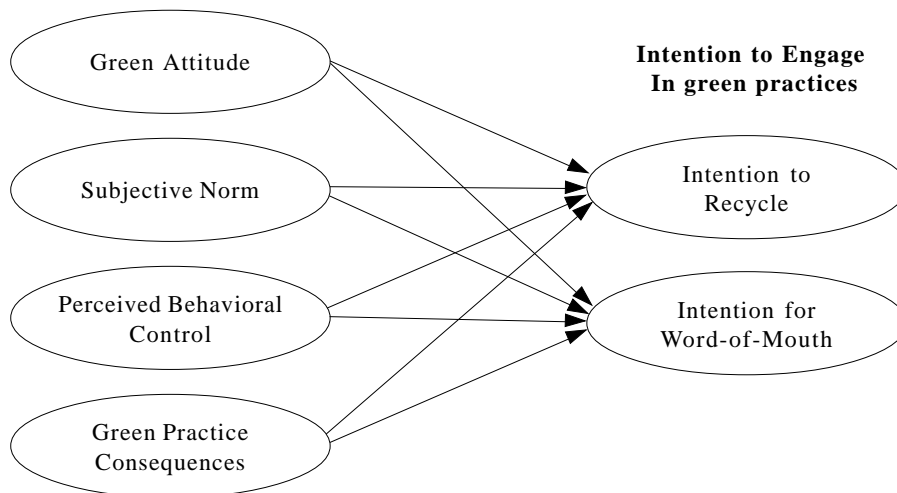 Green Attitude
Subjective Norm
Perceived Behavioral
Control
Green Practice
Consequences
Intention to Engage
In green practices
Intention to
Recycle
Intention for
Word-of-Mouth